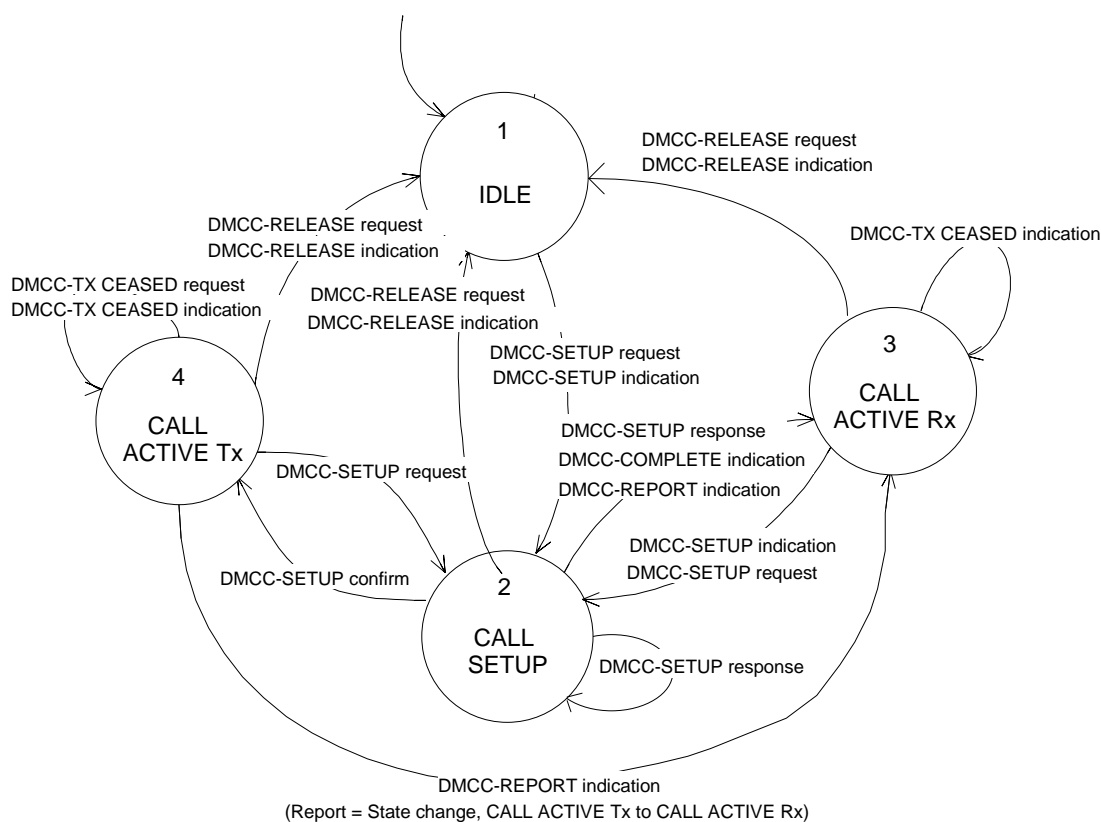 1
IDLE
DMCC-RELEASE request
DMCC-RELEASE indication
DMCC-RELEASE request
DMCC-RELEASE indication
DMCC-TX CEASED indication
DMCC-TX CEASED request
DMCC-TX CEASED indication
DMCC-RELEASE request
DMCC-RELEASE indication
DMCC-SETUP request
DMCC-SETUP indication
3
CALL
ACTIVE Rx
4
CALL
ACTIVE Tx
DMCC-SETUP response
DMCC-COMPLETE indication
DMCC-REPORT indication
DMCC-SETUP request
DMCC-SETUP indication
DMCC-SETUP request
DMCC-SETUP confirm
2
CALL
SETUP
DMCC-SETUP response
DMCC-REPORT indication
(Report = State change, CALL ACTIVE Tx to CALL ACTIVE Rx)